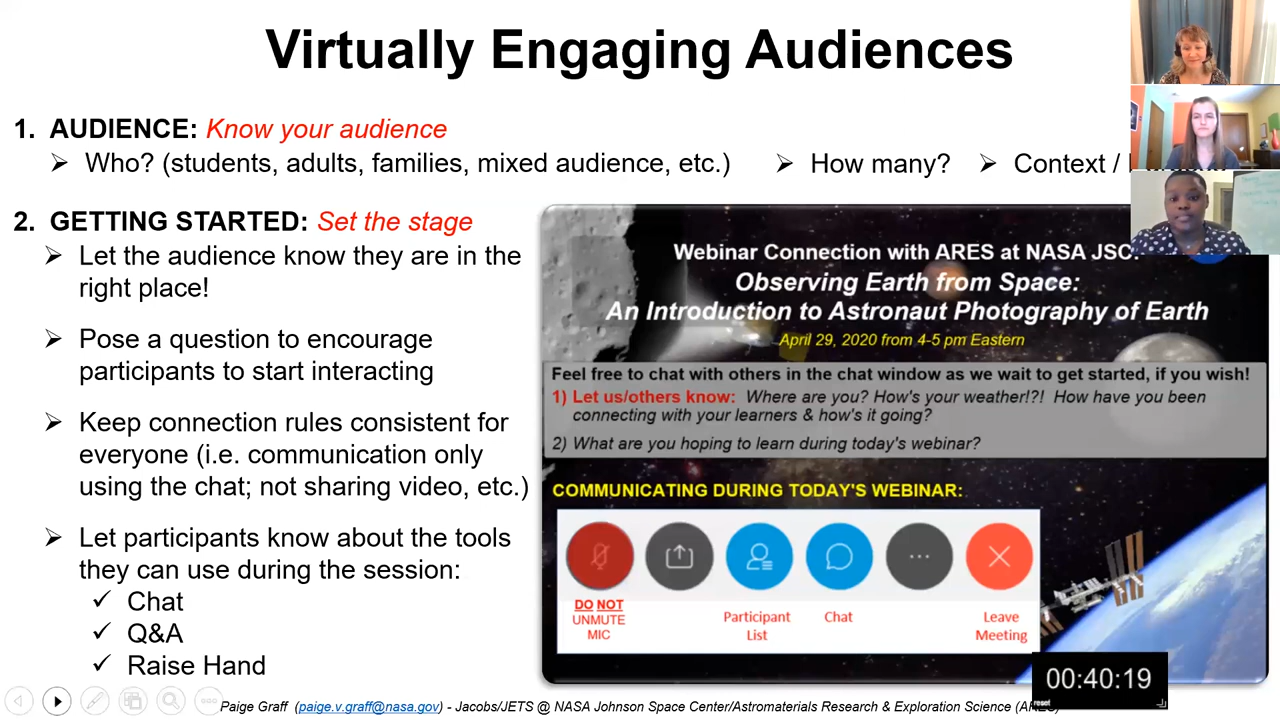 Virtually Engaging Audiences
1. AUDIENCE: Know your audience
➢ Who? (students, adults, families, mixed audience, etc.) ➢ How many? ➢ Context /
2. GETTING STARTED: Set the stage
➢ Let the audience know they are in the
right place!
➢ Pose a question to encourage
participants to start interacting
➢ Keep connection rules consistent for
everyone (i.e. communication only
using the chat; not sharing video, etc.)
➢ Let participants know about the tools
they can use during the session:
✓ Chat
✓ Q&A
✓ Raise Hand
Webinar Connection with ARES at NASA JSC:
Observing Earth from Space:
An Introduction to Astronaut Photography of Earth
April 29, 2020 from 4-5 pm Eastern
Feel free to chat with others in the chat window as we wait to get started, if you wish!
1) Let us/others know: Where are you? How's your weather!?! How have you been
connecting with your learners & how's it going?
2) What are you hoping to learn during today's webinar?
COMMUNICATING DURING TODAY'S WEBINAR:
DO NOT
UNMUTE
MIC
Participant
List
Chat
Leave
Meeting
00:40:19
reset
Paige Graff (paige.v.graff@nasa.gov) - Jacobs/JETS @ NASA Johnson Space Center/Astromaterials Research & Exploration Science